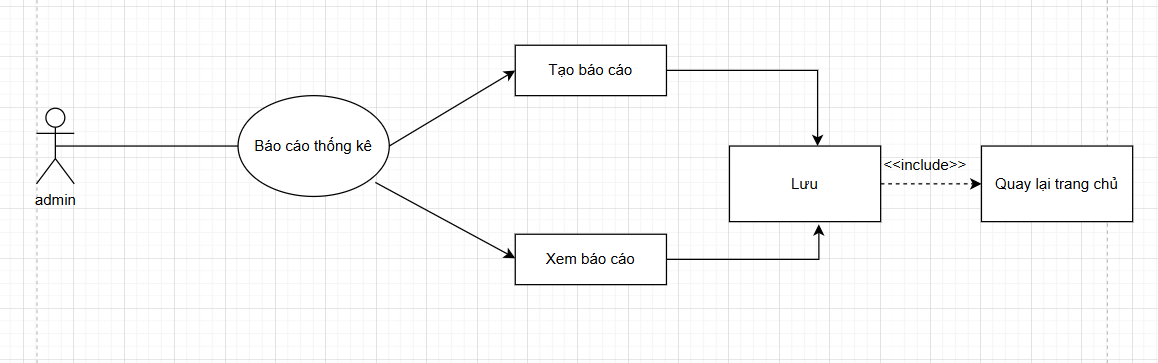 Tạo báo cáo
Báo cáo thống kê
admin
<<include>>
Lưu
Quay lại trang chủ
Xem báo cáo